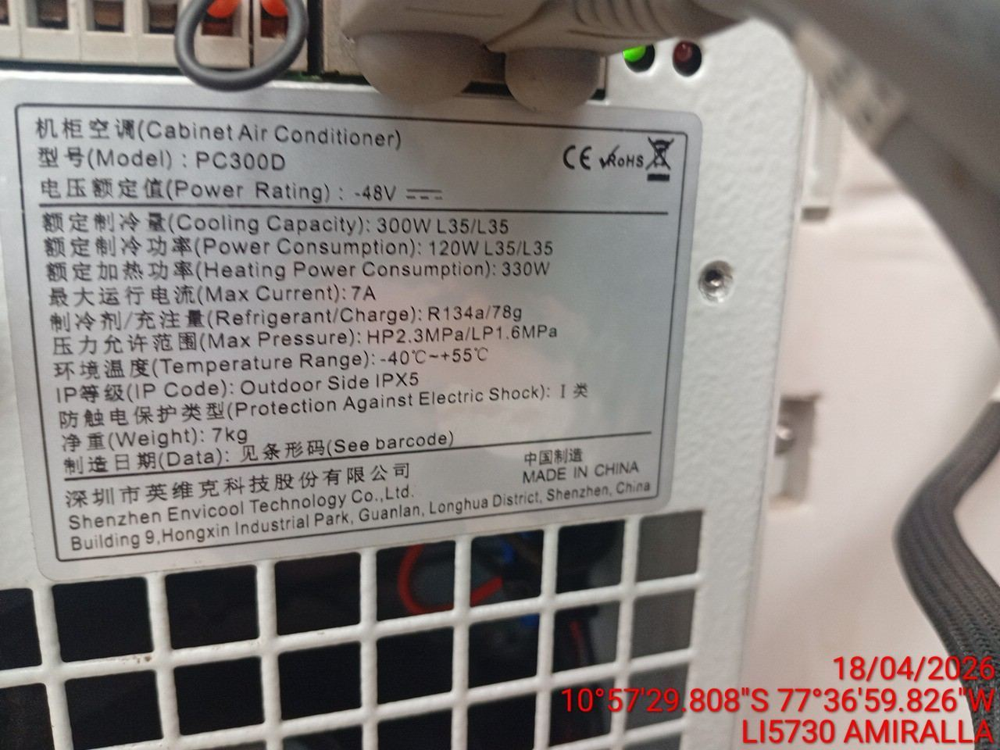 机柜空调(Cabinet Air Conditioner)
型号(Model) : PC300D
CE RoHS
电压额定值(Power Rating) : -48V
额定制冷量(Cooling Capacity): 300W L35/L35
额定制冷功率(Power Consumption): 120W L35/L35
额定加热功率(Heating Power Consumption): 330W
最大运行电流(Max Current): 7A
制冷剂/充注量(Refrigerant/Charge): R134a/78g
压力允许范围(Max Pressure): HP2.3MPa/LP1.6MPa
环境温度(Temperature Range): -40℃~+55℃
IP等级(IP Code): Outdoor Side IPX5
防触电保护类型(Protection Against Electric Shock): I 类
净重(Weight): 7kg
制造日期(Data): 见条形码(See barcode)
深圳市英维克科技股份有限公司
中国制造
MADE IN CHINA
Shenzhen Envicool Technology Co.,Ltd.
Building 9,Hongxin Industrial Park, Guanlan, Longhua District, Shenzhen, China
18/04/2026
10°57'29.808"S 77°36'59.826"W
LI5730 AMIRALLA